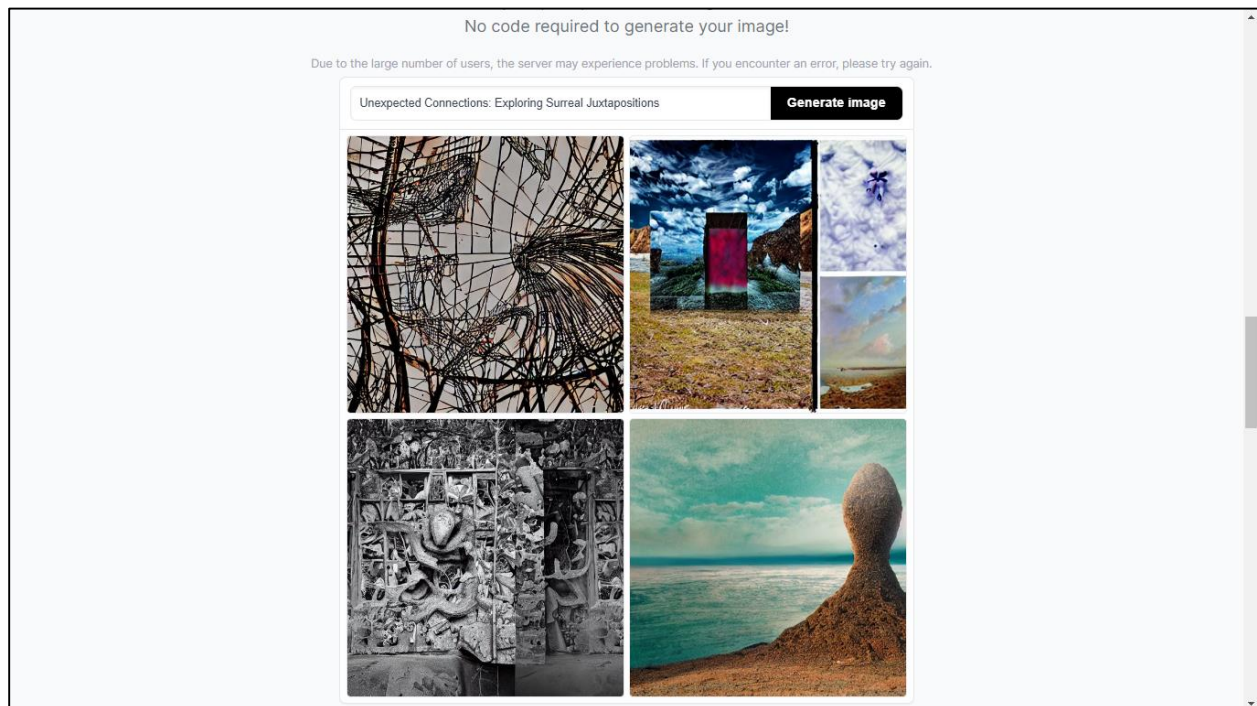 No code required to generate your image!
Due to the large number of users, the server may experience problems. If you encounter an error, please try again.
Unexpected Connections: Exploring Surreal Juxtapositions
Generate image